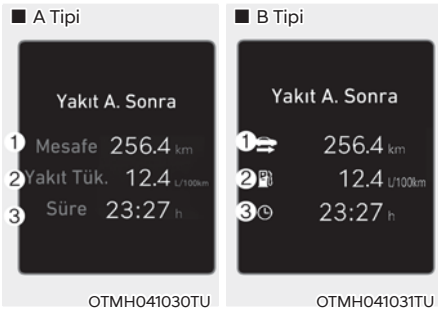 ■ A Tipi
Yakıt A. Sonra
1 Mesafe 256.4 km
2 Yakıt Tük. 12.4 L/100km
3 Süre 23:27 h
OTMH041030TU
■ B Tipi
Yakıt A. Sonra
1 256.4 km
2 12.4 L/100km
3 23:27 h
OTMH041031TU